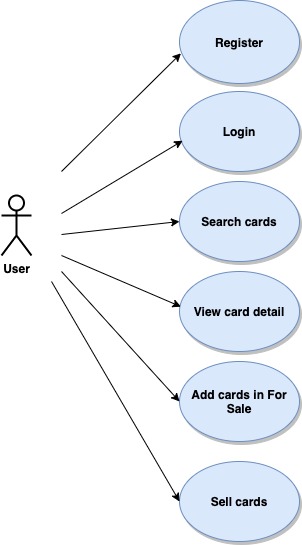 Register
Login
Search cards
User
View card detail
Add cards in For
Sale
Sell cards